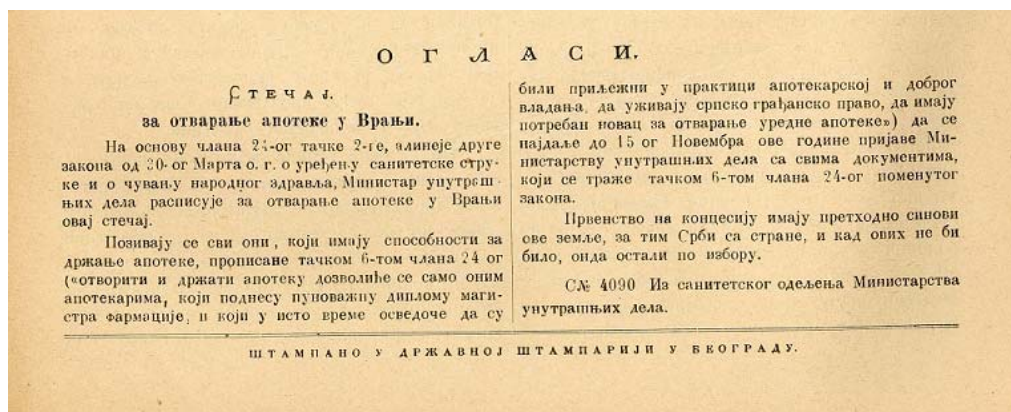 ОГЛАСИ.
СТЕЧАЈ.
за отварање апотеке у Врањи.
На основу члана 24-ог тачке 2-ге, алинеје друге
закона од 30-ог Марта о. г. о уређењу санитетске стру-
ке и о чувању народног здравља, Министар унутраш-
њих дела расписује за отварање апотеке у Врањи
овај стечај.
Позивају се сви они, који имају способности за
држање апотеке, прописане тачком 6-том члана 24 ог
(«отворити и држати апотеку дозволиће се само оним
апотекарима, који поднесу пуноважну диплому маги-
стра фармације, и који у исто време осведоче да су
били прилежни у практици апотекарској и доброг
владања, да уживају српско грађанско право, да имају
потребан новац за отварање уредне апотеке») да се
најдаље до 15 ог Новембра ове године пријаве Ми-
нистарству унутрашњих дела са свима документима,
који се траже тачком 6-том члана 24-ог поменутог
закона.
Првенство на концесију имају претходно синови
ове земље, за тим Срби са стране, и кад ових не би
било, онда остали по избору.
С№ 4090 Из санитетског одељења Министарства
унутрашњих дела.
ШТАМПАНО У ДРЖАВНОЈ ШТАМПАРИЈИ У БЕОГРАДУ.